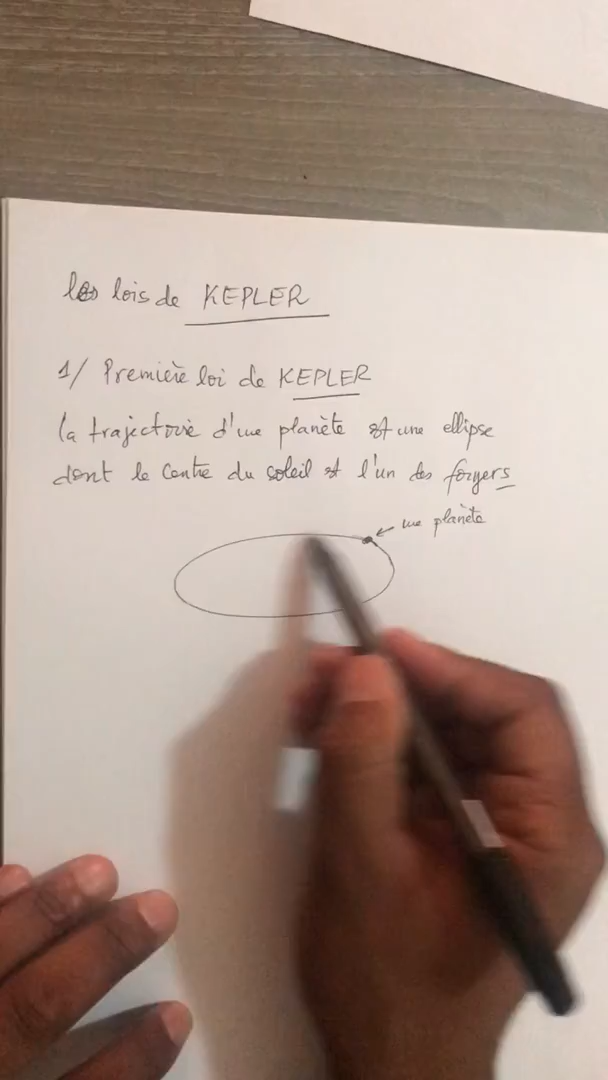 les lois de KEPLER
1/ Première loi de KEPLER
la trajectoire d'une planète est une ellipse
dont le centre du soleil est l'un des foyers
une planète